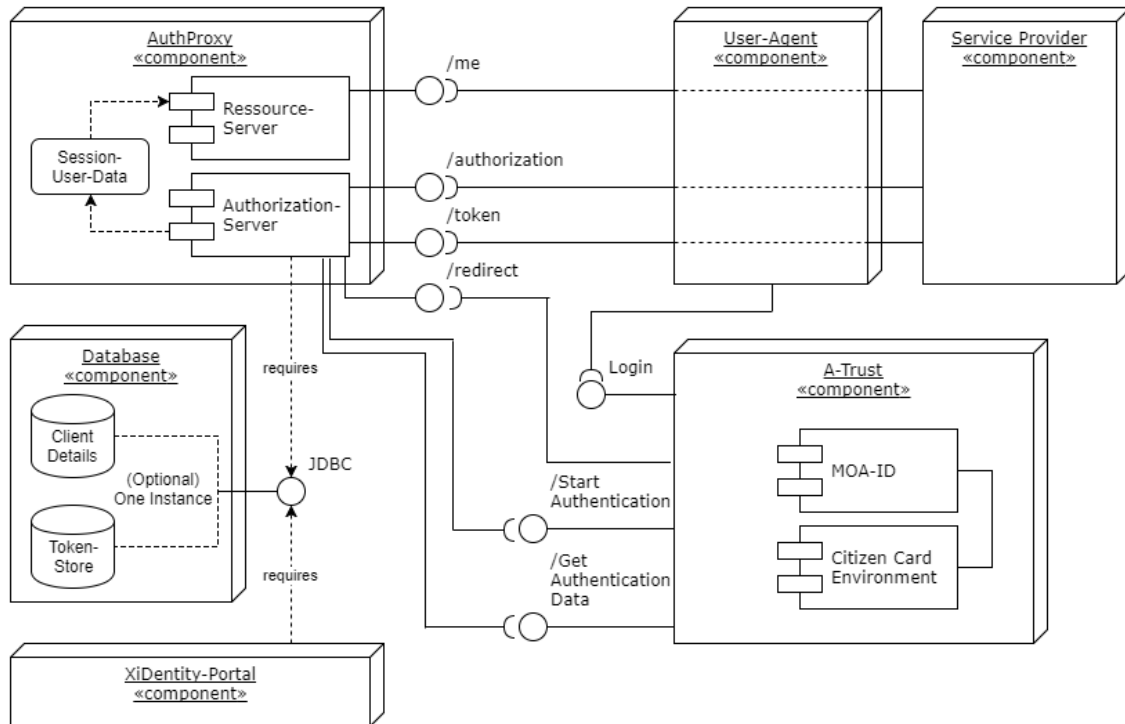 AuthProxy
«component»
Ressource-
Server
Session-
User-Data
Authorization-
Server
/me
/authorization
/token
/redirect
User-Agent
«component»
Service Provider
«component»
Database
«component»
Client
Details
(Optional)
One Instance
Token-
Store
requires
JDBC
requires
Login
/Start
Authentication
/Get
Authentication
Data
A-Trust
«component»
MOA-ID
Citizen Card
Environment
XiDentity-Portal
«component»